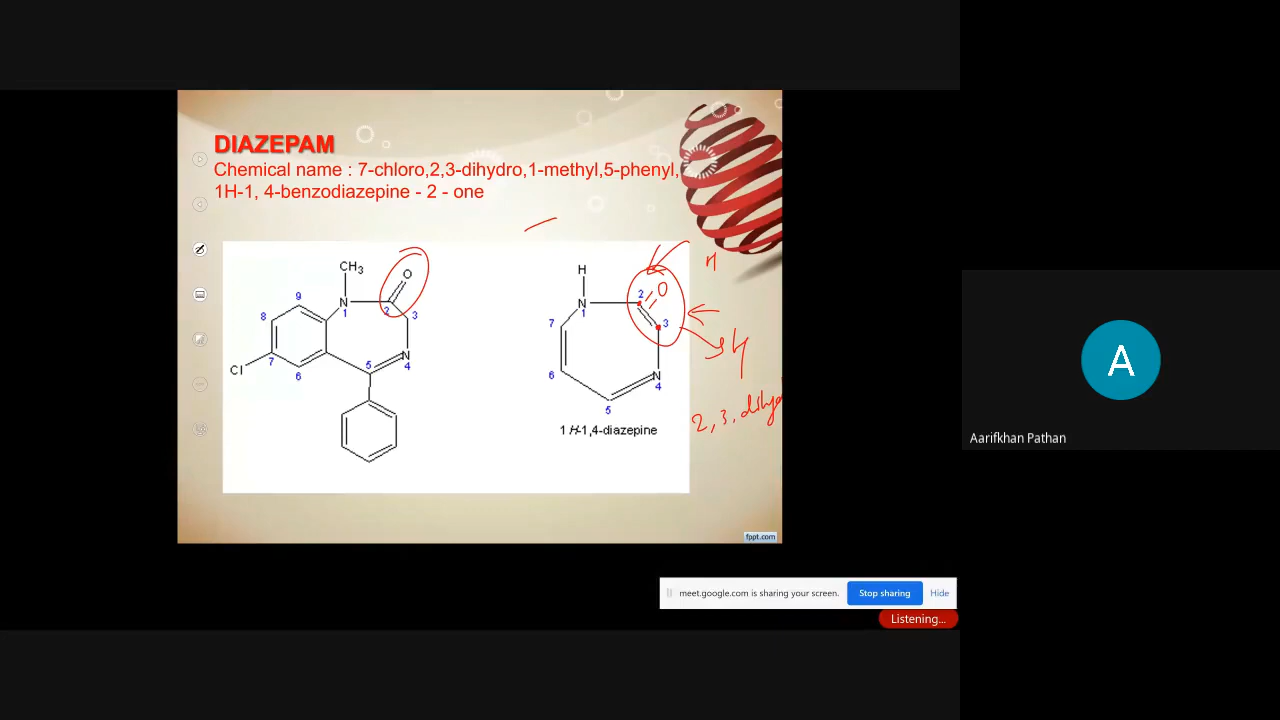 DIAZEPAM
Chemical name : 7-chloro,2,3-dihydro,1-methyl,5-phenyl,
1H-1, 4-benzodiazepine - 2 - one
CH3
O
9
N
8
1
2
3
7
N
4
Cl
6
5
H
2
O
N
1
3
7
6
N
4
5
1 H-1,4-diazepine
H
2,3, dihyd
A
Aarifkhan Pathan
fppt.com
meet.google.com is sharing your screen.
Stop sharing
Hide
Listening...